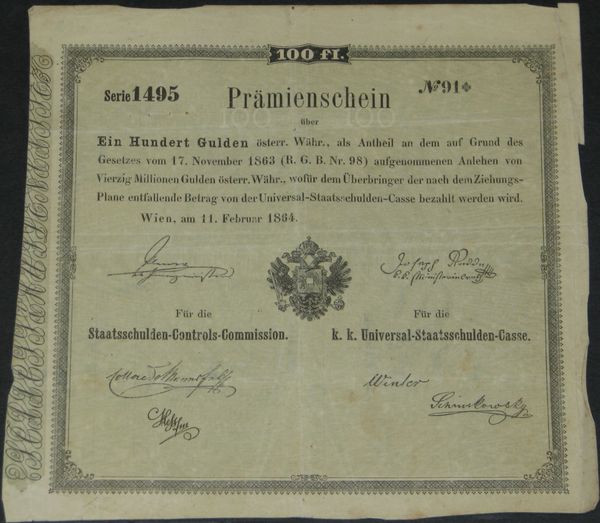 100 fl.
Serie 1495
№ 91
Prämienschein
über
Ein Hundert Gulden österr. Währ., als Antheil an dem auf Grund des
Gesetzes vom 17. November 1863 (R. G. B. Nr. 98) aufgenommenen Anlehen von
Vierzig Millionen Gulden österr. Währ., wofür dem Überbringer der nach dem Ziehungs-
Plane entfallende Betrag von der Universal-Staatsschulden-Casse bezahlt werden wird.
Wien, am 11. Februar 1864.
Joseph
Für die
Staatsschulden-Controls-Commission.
Für die
k. k. Universal-Staatsschulden-Casse.
Winter